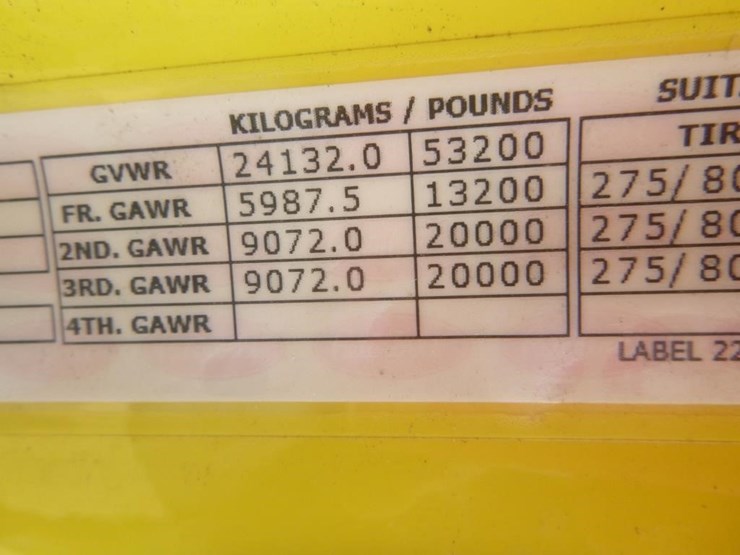 KILOGRAMS / POUNDS SUIT
TIR
GVWR 24132.0 53200
FR. GAWR 5987.5 13200 275/80
2ND. GAWR 9072.0 20000 275/80
3RD. GAWR 9072.0 20000 275/80
4TH. GAWR
LABEL 22